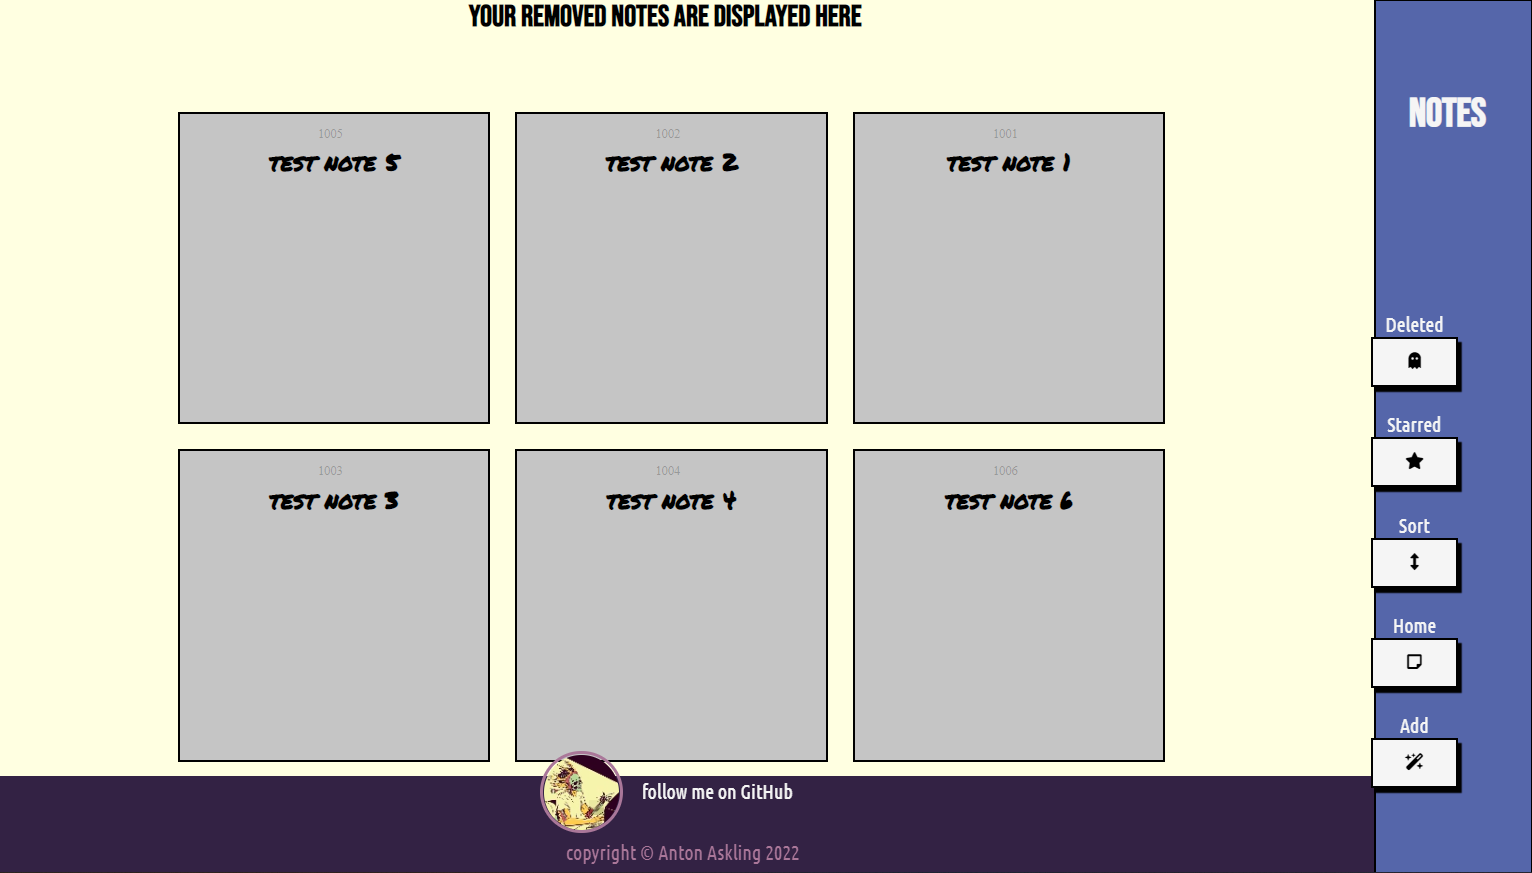 YOUR REMOVED NOTES ARE DISPLAYED HERE
NOTES
1005
TEST NOTE 5
1002
TEST NOTE 2
1001
TEST NOTE 1
1003
TEST NOTE 3
1004
TEST NOTE 4
1006
TEST NOTE 6
Deleted
Starred
Sort
Home
Add
follow me on GitHub
copyright © Anton Askling 2022